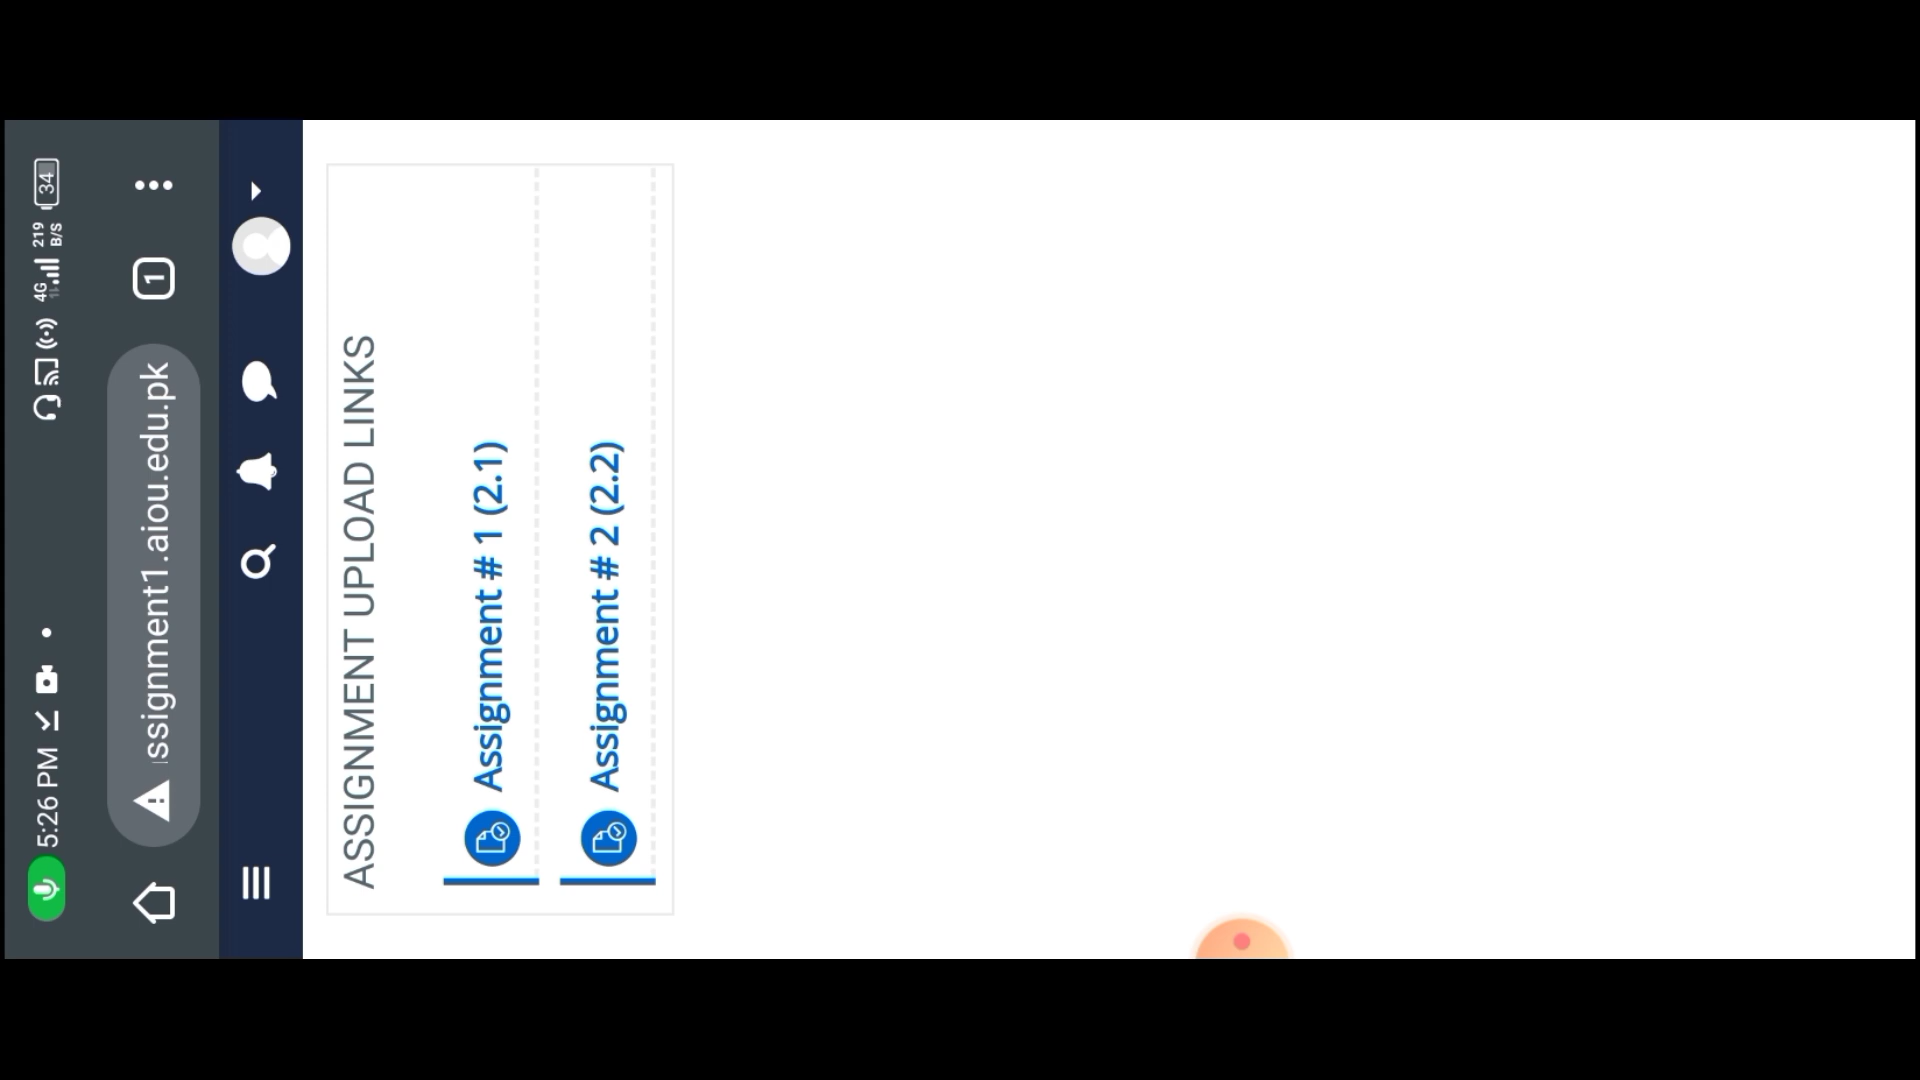 5:26 PM
4G 219 B/S 34
ssignment1.aiou.edu.pk
1
ASSIGNMENT UPLOAD LINKS
Assignment # 1 (2.1)
Assignment # 2 (2.2)